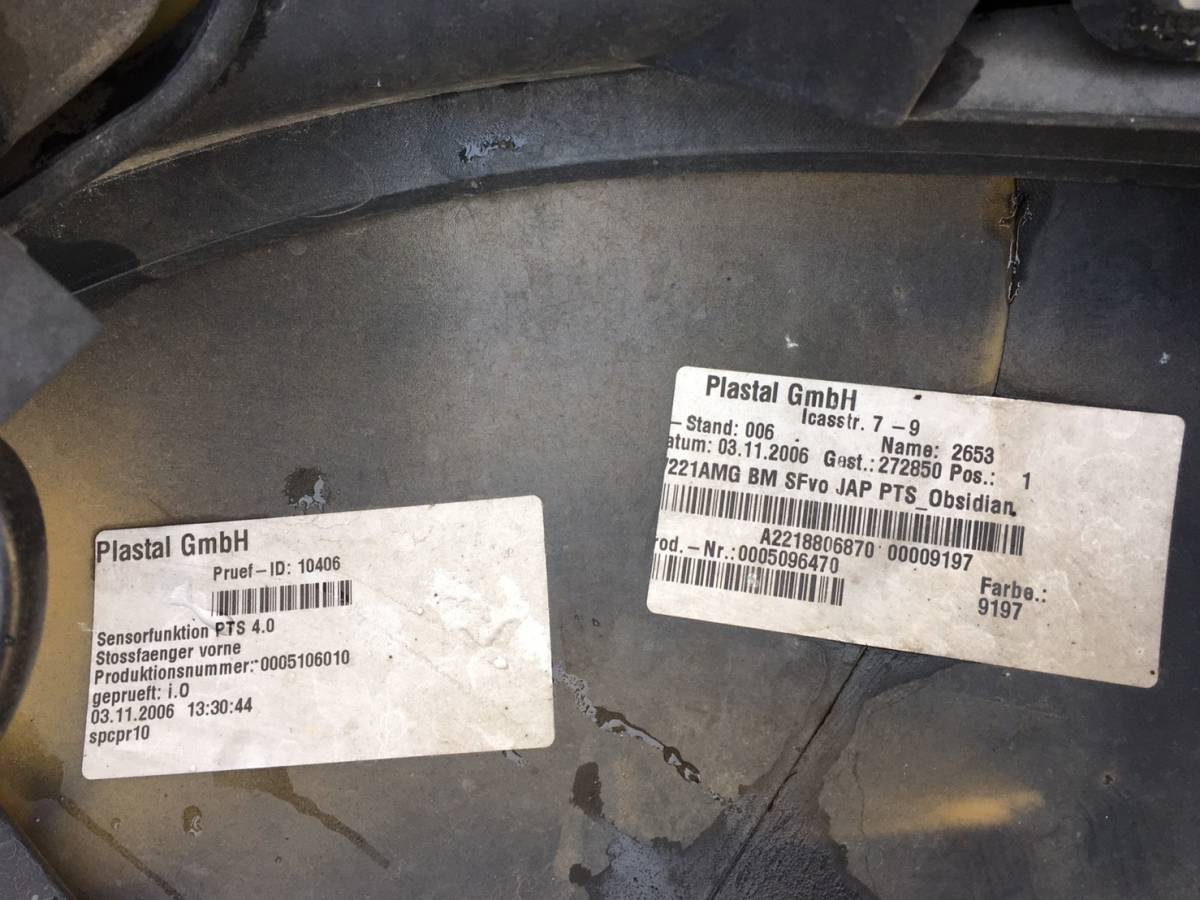 Plastal GmbH
Pruef-ID: 10406
Sensorfunktion PTS 4.0
Stossfaenger vorne
Produktionsnummer: 0005106010
geprueft: i.O
03.11.2006 13:30:44
spcpr10
Plastal GmbH
Icasstr. 7-9
-Stand: 006 Name: 2653
atum: 03.11.2006 Gest.: 272850 Pos.: 1
221AMG BM SFvo JAP PTS_Obsidian
A2218806870 00009197
rod.-Nr.:0005096470
Farbe.:
9197